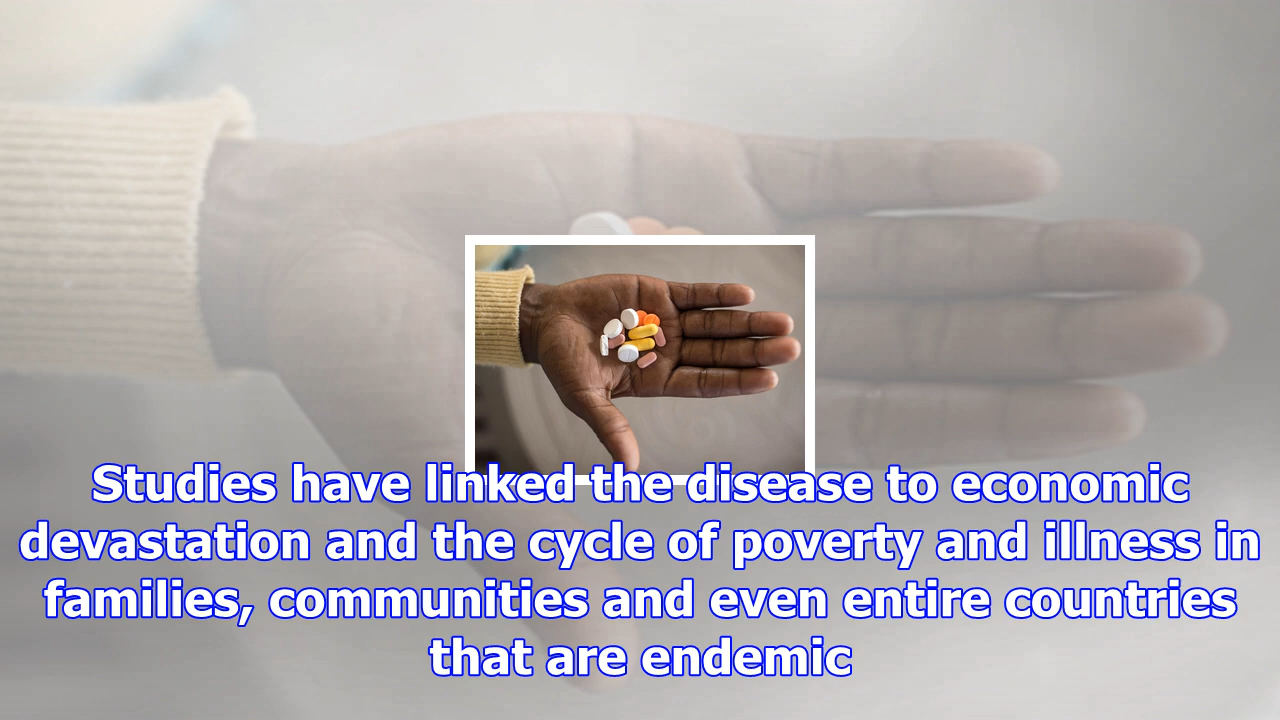 Studies have linked the disease to economic
devastation and the cycle of poverty and illness in
families, communities and even entire countries
that are endemic